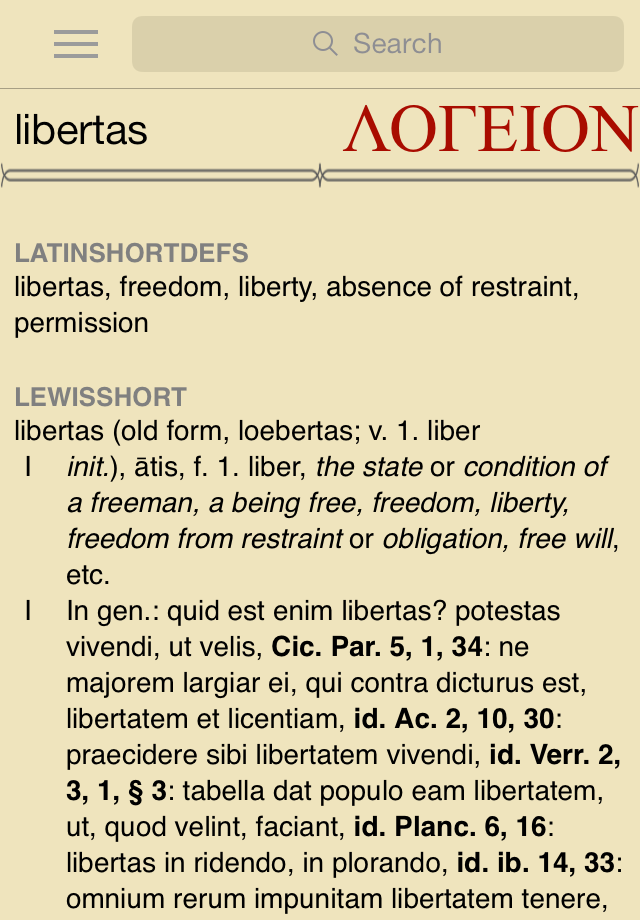 Search
libertas
ΛΟΓΕΙΟΝ
LATINSHORTDEFS
libertas, freedom, liberty, absence of restraint,
permission
LEWISSHORT
libertas (old form, loebertas; v. 1. liber
I init.), ātis, f. 1. liber, the state or condition of
a freeman, a being free, freedom, liberty,
freedom from restraint or obligation, free will,
etc.
I In gen.: quid est enim libertas? potestas
vivendi, ut velis, Cic. Par. 5, 1, 34: ne
majorem largiar ei, qui contra dicturus est,
libertatem et licentiam, id. Ac. 2, 10, 30:
praecidere sibi libertatem vivendi, id. Verr. 2,
3, 1, § 3: tabella dat populo eam libertatem,
ut, quod velint, faciant, id. Planc. 6, 16:
libertas in ridendo, in plorando, id. ib. 14, 33:
omnium rerum impunitam libertatem tenere,